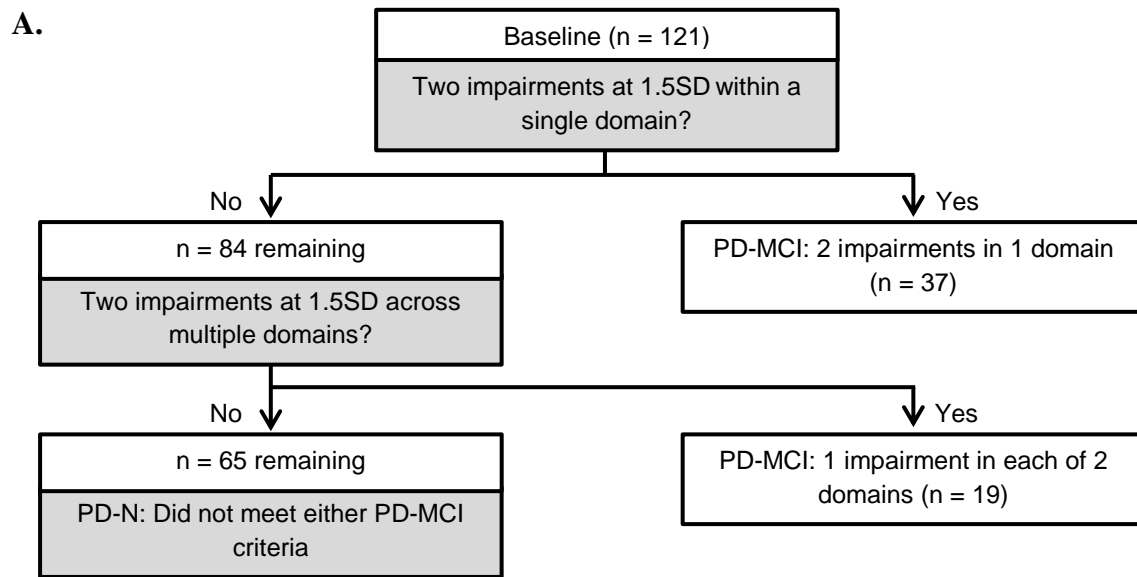 A.
Baseline (n = 121)
Two impairments at 1.5SD within a
single domain?
No
Yes
n = 84 remaining
Two impairments at 1.5SD across
multiple domains?
PD-MCI: 2 impairments in 1 domain
(n = 37)
No
Yes
n = 65 remaining
PD-N: Did not meet either PD-MCI
criteria
PD-MCI: 1 impairment in each of 2
domains (n = 19)